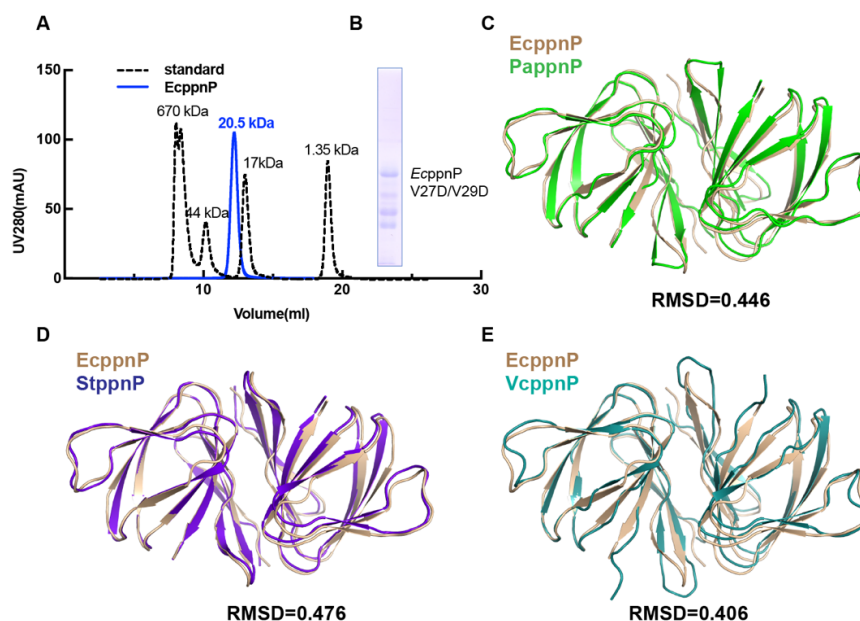 A
standard
EcppnP
150
100
50
0
UV280(mAU)
670 kDa
44 kDa
20.5 kDa
17kDa
1.35 kDa
10
20
30
Volume(ml)
B
EcppnP
V27D/V29D
C
EcppnP
PappnP
RMSD=0.446
D
EcppnP
StppnP
RMSD=0.476
E
EcppnP
VcppnP
RMSD=0.406